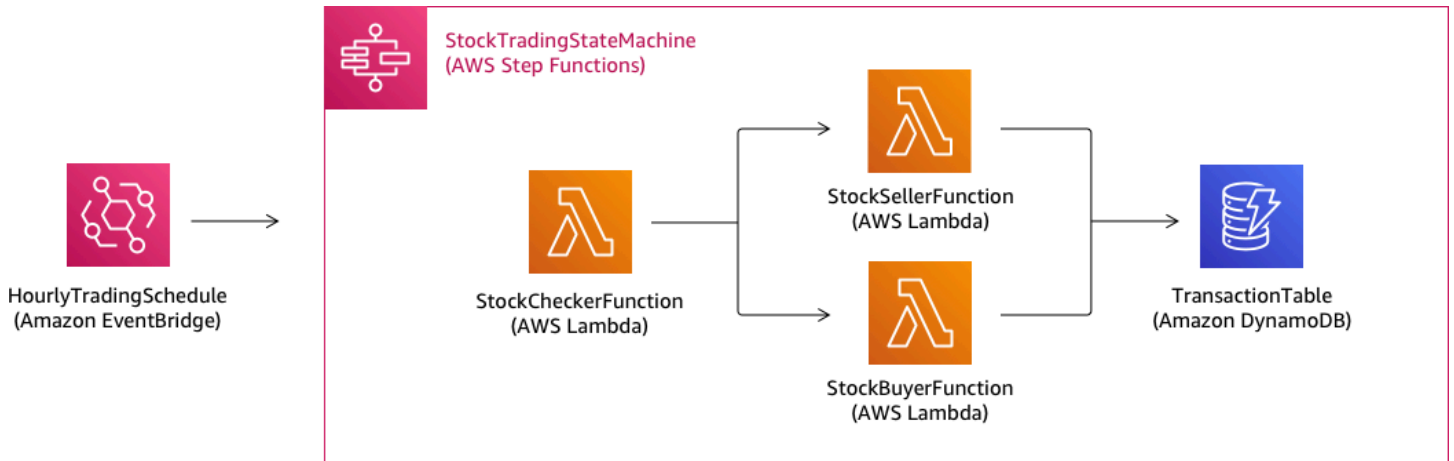 StockTradingStateMachine
(AWS Step Functions)
HourlyTradingSchedule
(Amazon EventBridge)
StockCheckerFunction
(AWS Lambda)
StockSellerFunction
(AWS Lambda)
StockBuyerFunction
(AWS Lambda)
TransactionTable
(Amazon DynamoDB)